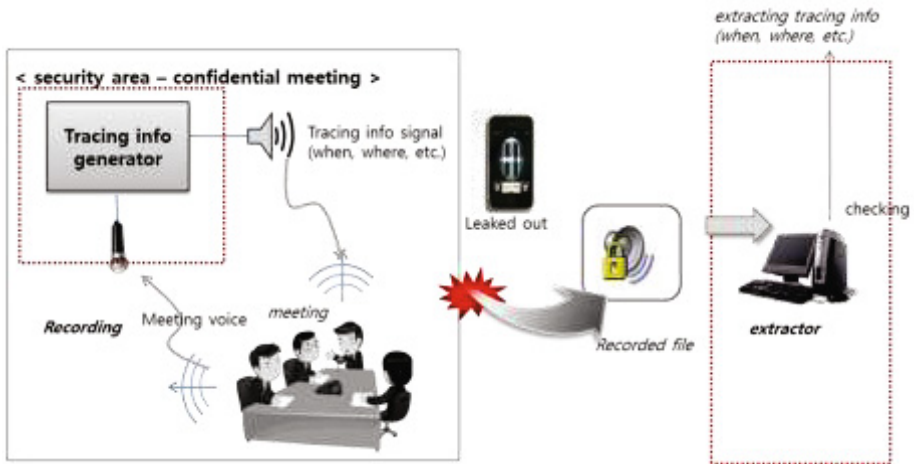 extracting tracing info
(when, where, etc.)
< security area – confidential meeting >
Tracing info
generator
Tracing info signal
(when, where, etc.)
Leaked out
checking
Recording
Meeting voice
meeting
Recorded file
extractor